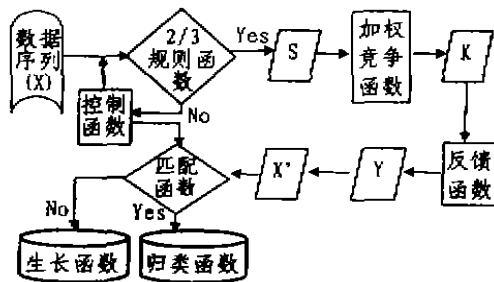 数据
序列
(X)
2/3
规则函
数
Yes
S
加权
竞争
函数
K
控制
函数
No
匹配
函数
X'
Y
反馈
函数
No
Yes
生长函数
归类函数